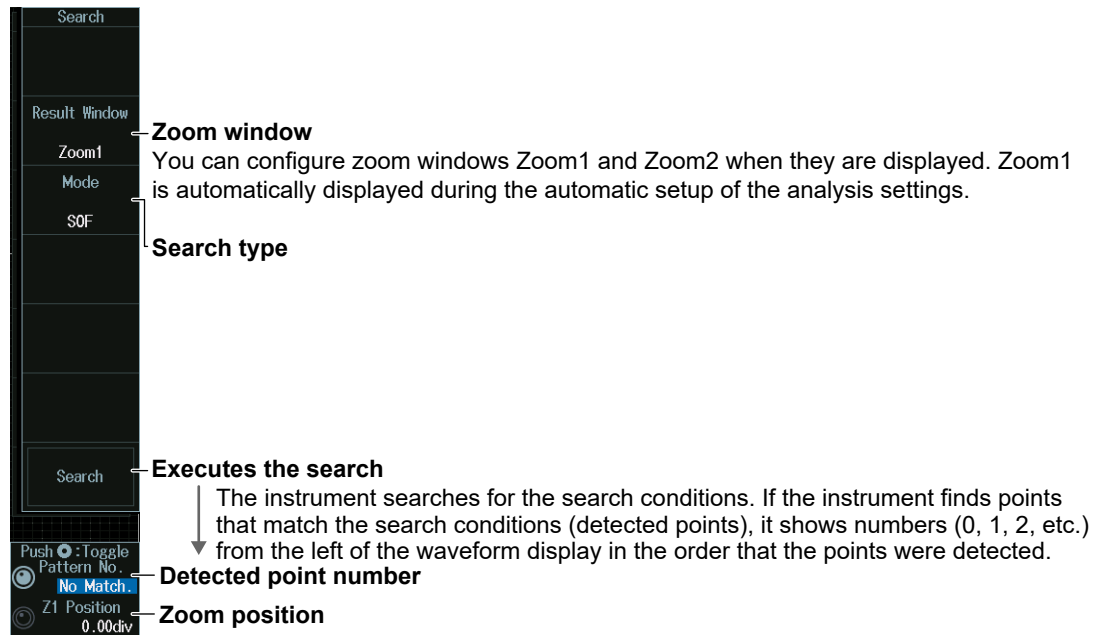 Search
Result Window
Zoom window
Zoom1
You can configure zoom windows Zoom1 and Zoom2 when they are displayed. Zoom1
is automatically displayed during the automatic setup of the analysis settings.
Mode
SOF
Search type
Search
Executes the search
The instrument searches for the search conditions. If the instrument finds points
that match the search conditions (detected points), it shows numbers (0, 1, 2, etc.)
from the left of the waveform display in the order that the points were detected.
Push :Toggle
Pattern No.
No Match.
Detected point number
Z1 Position
0.00div
Zoom position